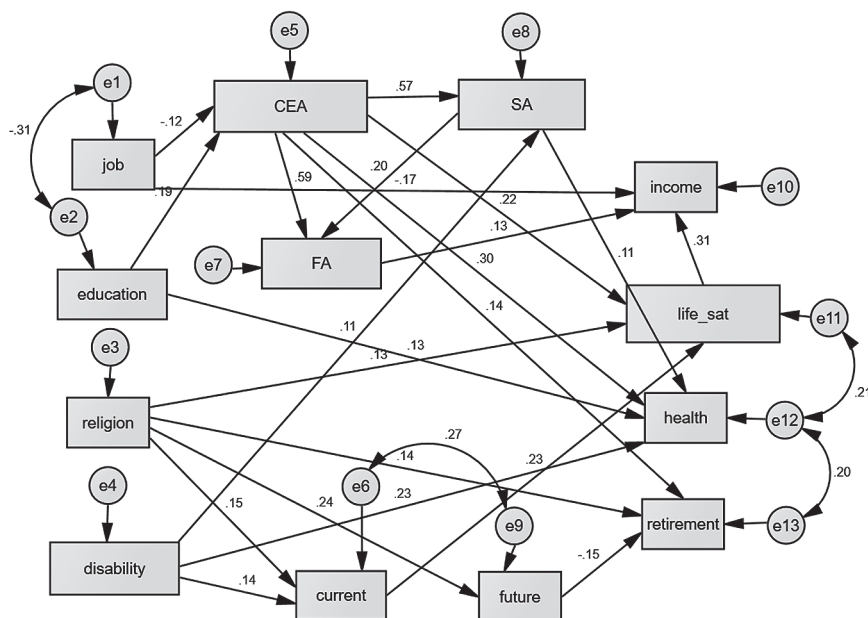 e5
e8
e1
CEA
.57
SA
-.31
-.12
job
.20
-.17
income
e10
.19
.59
.22
e2
.13
e7
FA
.30
.11
.31
education
.14
life_sat
e11
e3
.11
.13
.13
.21
religion
health
e12
e4
.27
.14
.23
.20
e6
.15
.24
.23
e9
retirement
e13
disability
.14
current
future
-.15